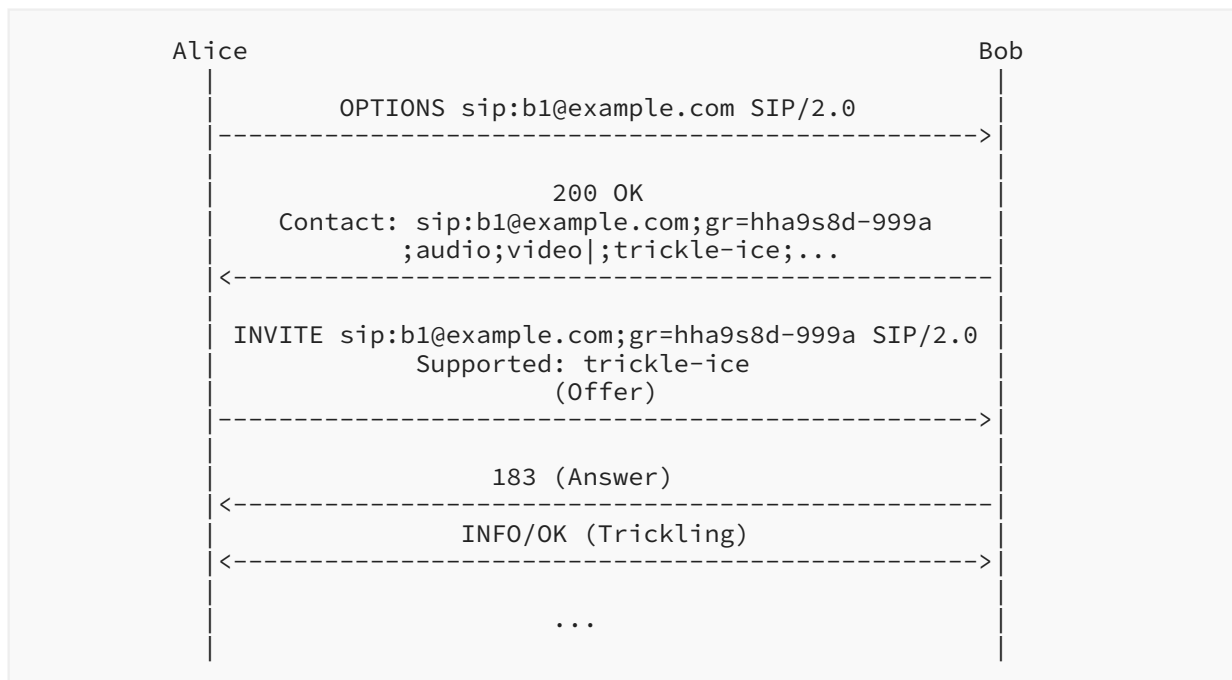 Alice Bob
OPTIONS sip:b1@example.com SIP/2.0
200 OK
Contact: sip:b1@example.com;gr=hha9s8d-999a
;audio;video|;trickle-ice;...
INVITE sip:b1@example.com;gr=hha9s8d-999a SIP/2.0
Supported: trickle-ice
(Offer)
183 (Answer)
INFO/OK (Trickling)
...